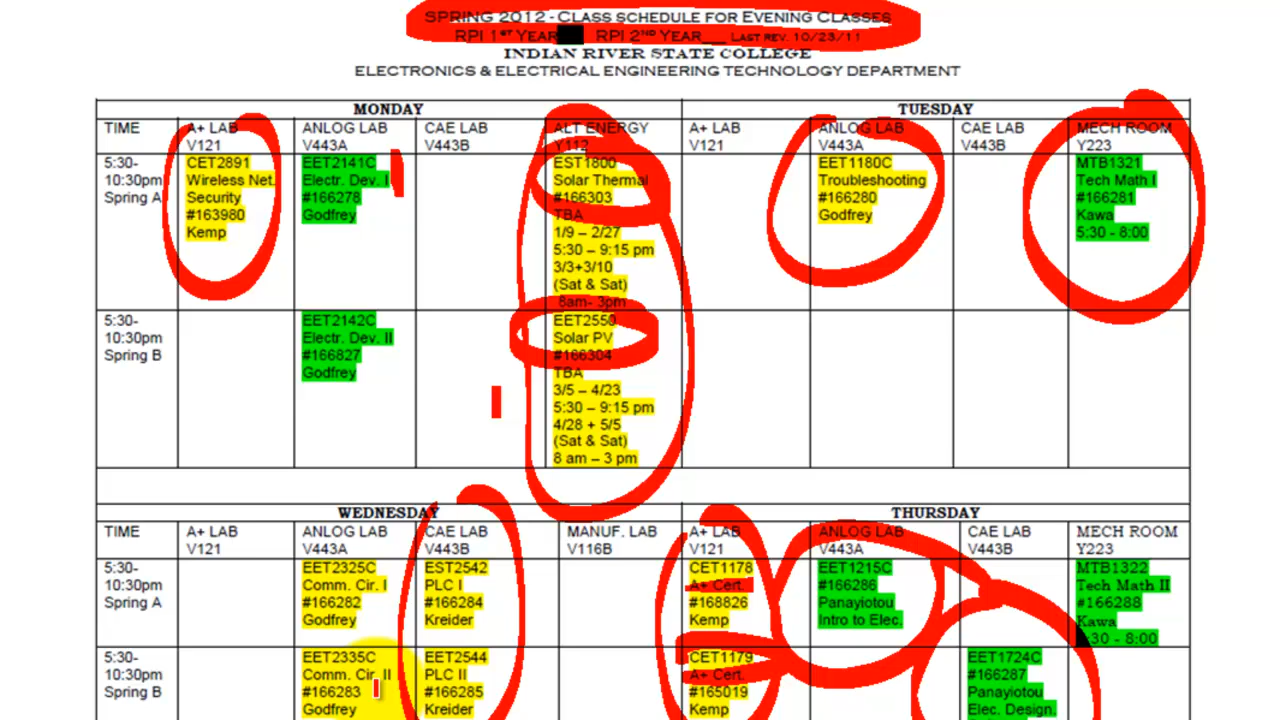 SPRING 2012 - CLASS SCHEDULE FOR EVENING CLASSES
RPI 1ST YEAR RPI 2ND YEAR__ LAST REV. 10/23/11
INDIAN RIVER STATE COLLEGE
ELECTRONICS & ELECTRICAL ENGINEERING TECHNOLOGY DEPARTMENT
MONDAY TUESDAY
TIME A+ LAB ANLOG LAB CAE LAB ALT ENERGY A+ LAB ANLOG LAB CAE LAB MECH ROOM
V121 V443A V443B Y112 V121 V443A V443B Y223
5:30- CET2891 EET2141C EST1800 EET1180C MTB1321
10:30pm Wireless Net. Electr. Dev. I Solar Thermal Troubleshooting Tech Math I
Spring A Security #166278 #166303 #166280 #166281
#163980 Godfrey TBA Godfrey Kawa
Kemp 1/9 – 2/27 5:30 - 8:00
5:30 – 9:15 pm
3/3+3/10
(Sat & Sat)
8am- 3pm
5:30- EET2142C EET2550
10:30pm Electr. Dev. II Solar PV
Spring B #166827 #166304
Godfrey TBA
3/5 – 4/23
5:30 – 9:15 pm
4/28 + 5/5
(Sat & Sat)
8 am – 3 pm
WEDNESDAY THURSDAY
TIME A+ LAB ANLOG LAB CAE LAB MANUF. LAB A+ LAB ANLOG LAB CAE LAB MECH ROOM
V121 V443A V443B V116B V121 V443A V443B Y223
5:30- EET2325C EST2542 CET1178 EET1215C MTB1322
10:30pm Comm. Cir. I PLC I A+ Cert. #166286 Tech Math II
Spring A #166282 #166284 #168826 Panayiotou #166288
Godfrey Kreider Kemp Intro to Elec. Kawa
5:30 - 8:00
5:30- EET2335C EET2544 CET1179 EET1724C
10:30pm Comm. Cir. II PLC II A+ Cert. #166287
Spring B #166283 #166285 #165019 Panayiotou
Godfrey Kreider Kemp Elec. Design.